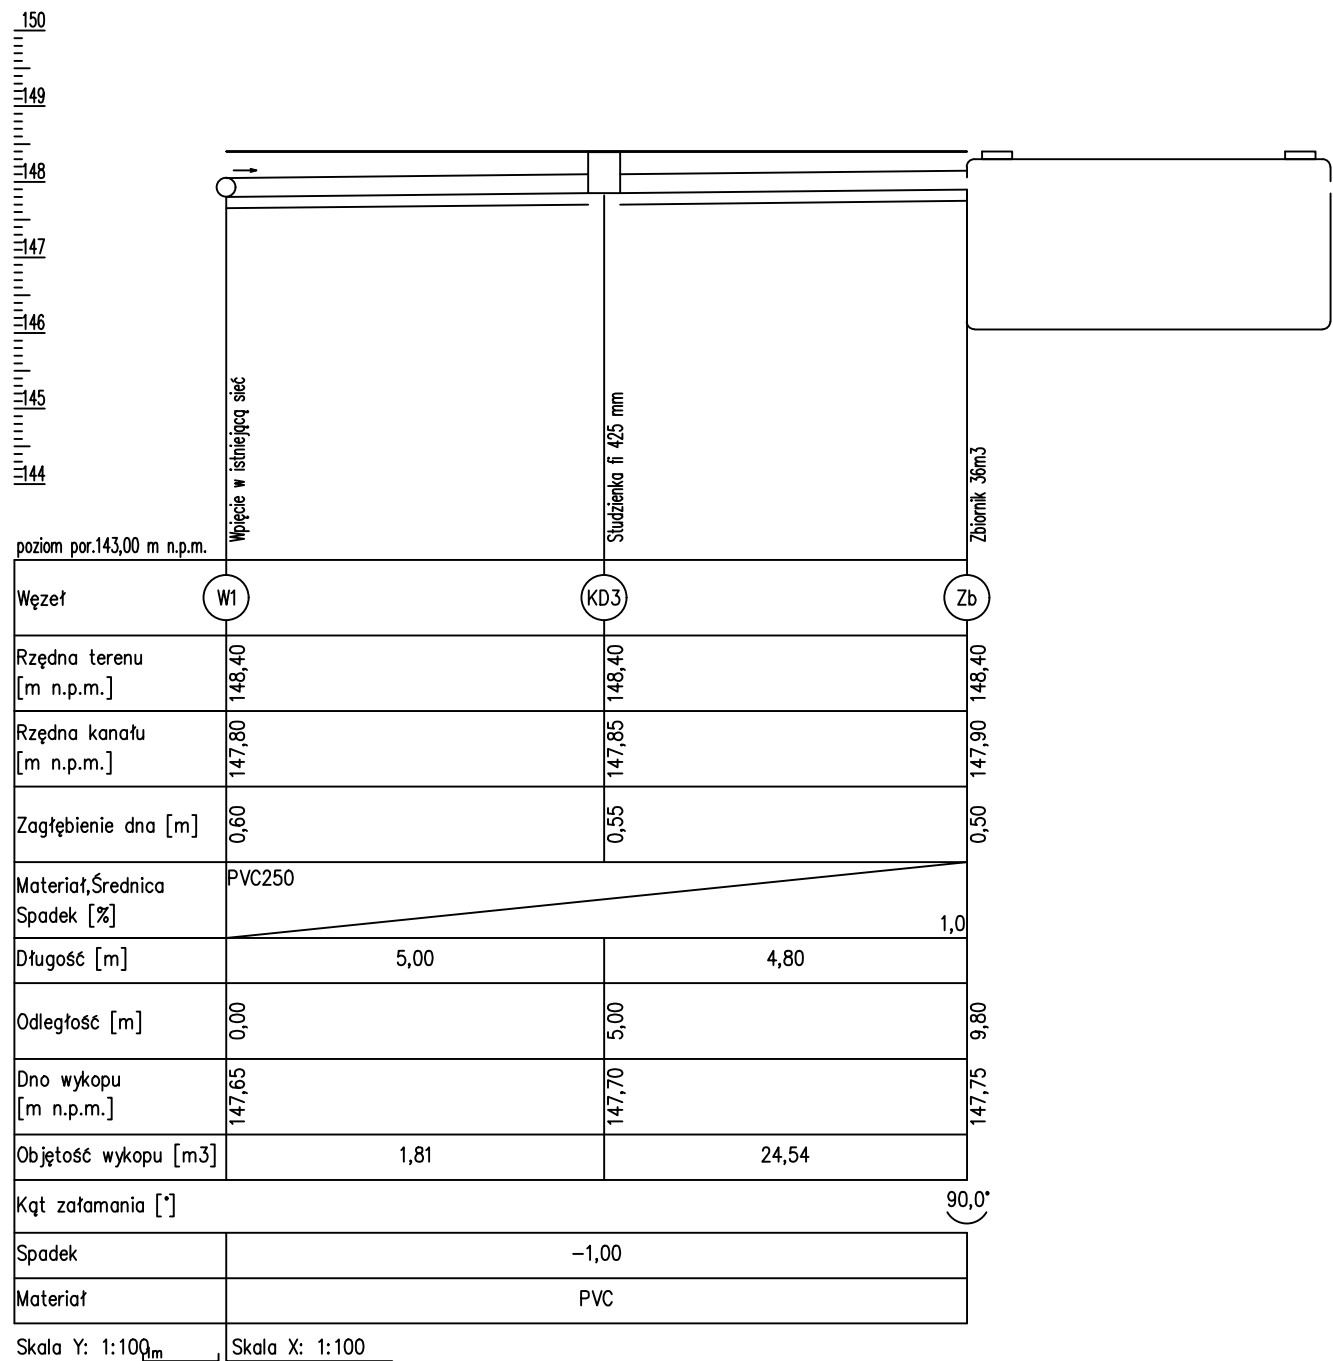 150
149
148
147
146
145
144
Wpięcie w istniejącą sieć
Studzienka fi 425 mm
Zbiornik 36m3
poziom por.143,00 m n.p.m.
Węzeł W1 KD3 Zb
Rzędna terenu
[m n.p.m.]
148,40 148,40 148,40
Rzędna kanału
[m n.p.m.]
147,80 147,85 147,90
Zagłębienie dna [m] 0,60 0,55 0,50
Materiał,Średnica
Spadek [%]
PVC250
1,0
Długość [m] 5,00 4,80
Odległość [m] 0,00 5,00 9,80
Dno wykopu
[m n.p.m.]
147,65 147,70 147,75
Objętość wykopu [m3] 1,81 24,54
Kąt załamania [°] 90,0°
Spadek -1,00
Materiał PVC
Skala Y: 1:100 1m Skala X: 1:100